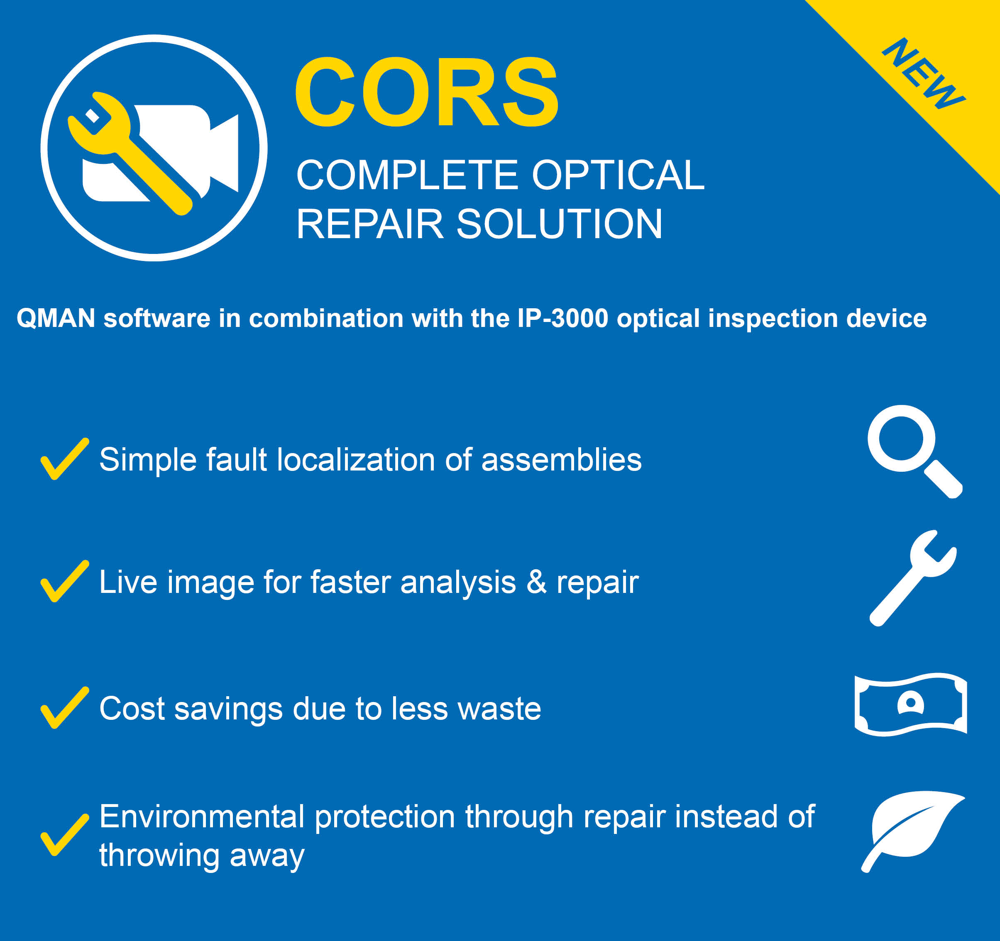 NEW
CORS
COMPLETE OPTICAL
REPAIR SOLUTION
QMAN software in combination with the IP-3000 optical inspection device
Simple fault localization of assemblies
Live image for faster analysis & repair
Cost savings due to less waste
Environmental protection through repair instead of
throwing away